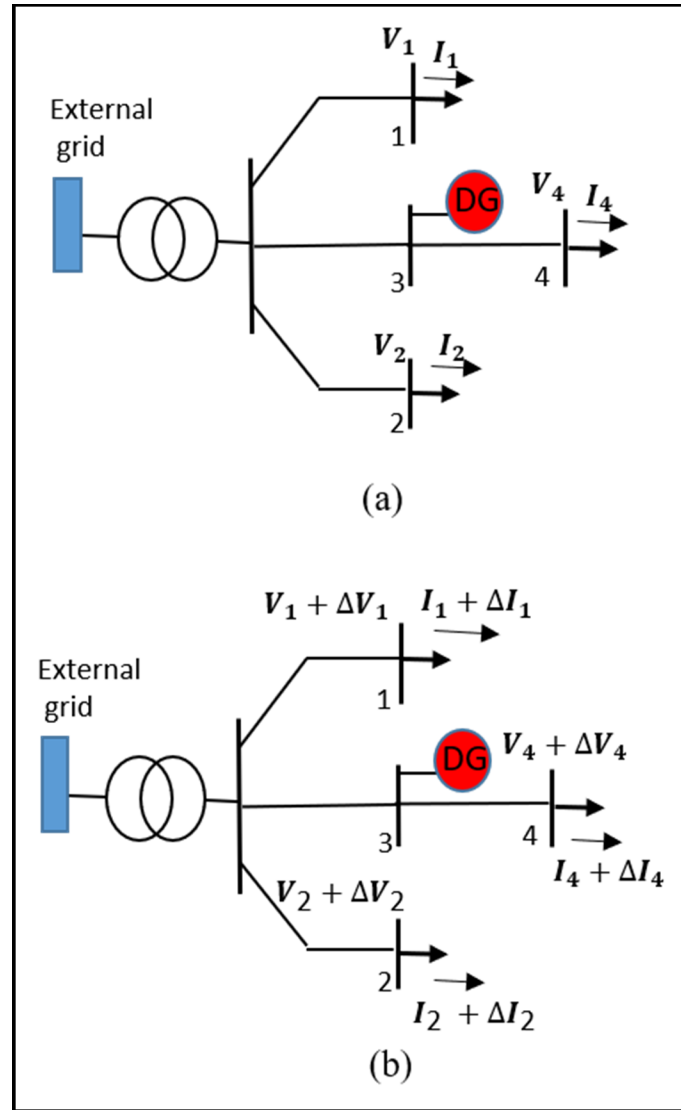 V₁ I₁
External
grid
1
DG
V₄ I₄
3
4
V₂ I₂
2
(a)
V₁ + ΔV₁ I₁ + ΔI₁
External
grid
1
DG
V₄ + ΔV₄
3
4
I₄ + ΔI₄
V₂ + ΔV₂
2
I₂ + ΔI₂
(b)